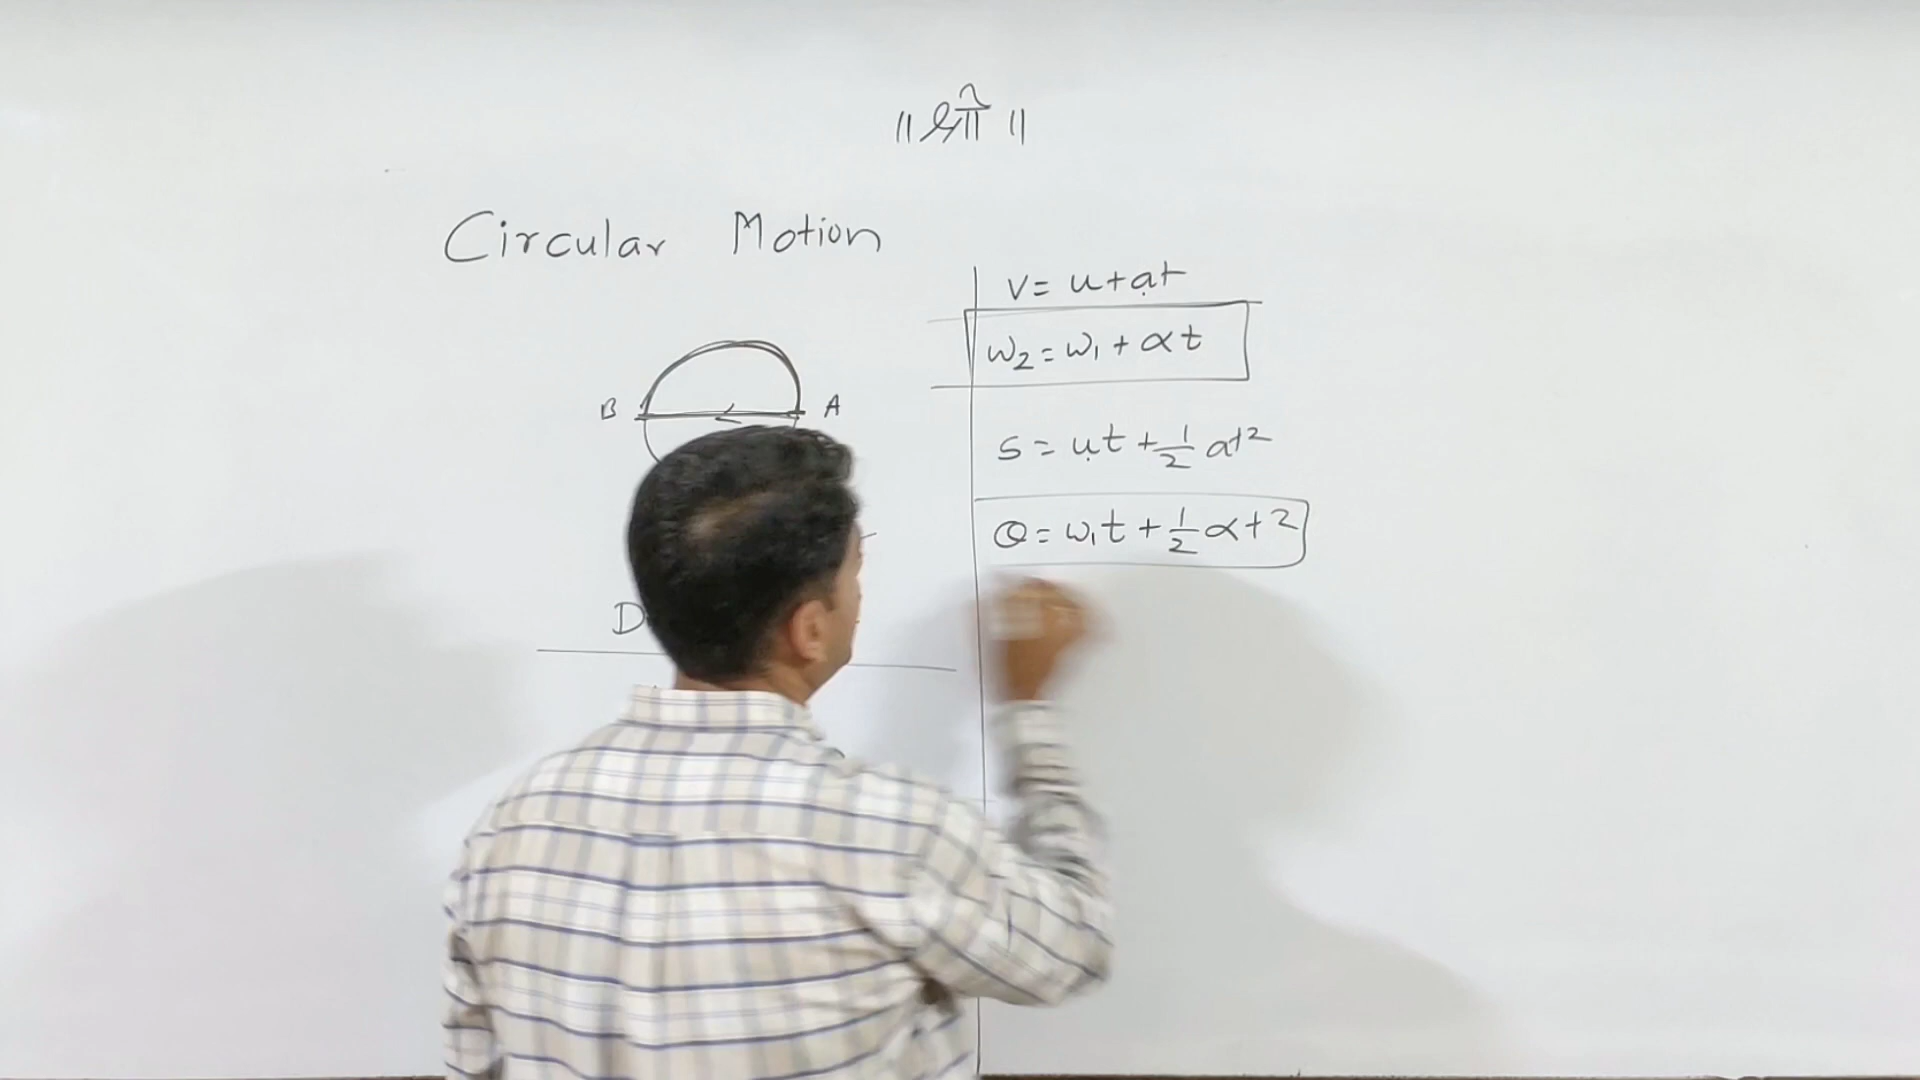 ॥ श्री ॥
Circular Motion
B A
D
v = u + at
ω₂ = ω₁ + αt
s = ut + ½ at²
θ = ω₁t + ½ αt²